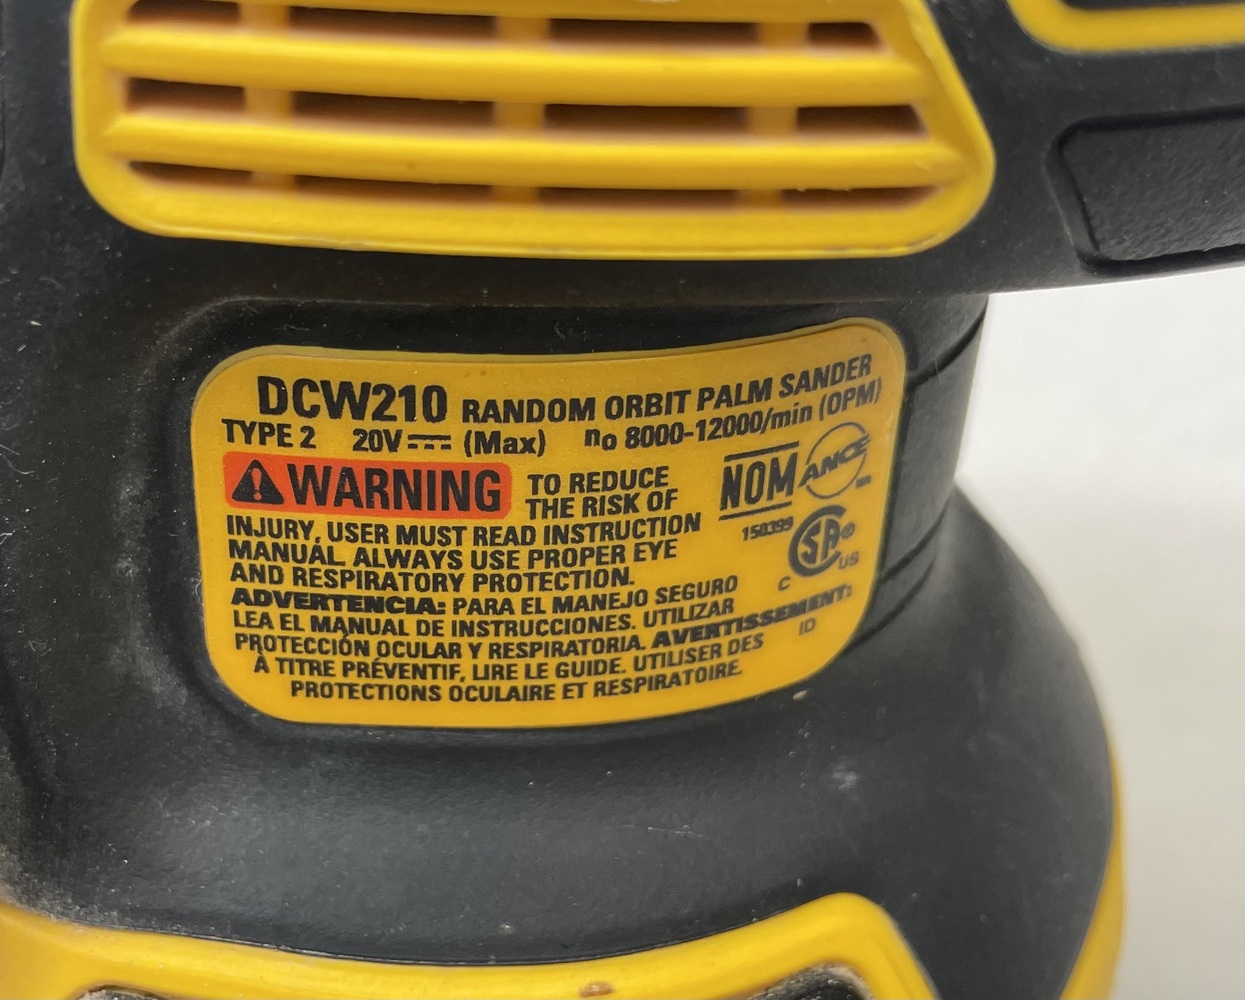 DCW210 RANDOM ORBIT PALM SANDER
TYPE 2 20V⎓ (Max) no 8000-12000/min (OPM)
⚠WARNING TO REDUCE
THE RISK OF
INJURY, USER MUST READ INSTRUCTION
MANUAL. ALWAYS USE PROPER EYE
AND RESPIRATORY PROTECTION.
ADVERTENCIA: PARA EL MANEJO SEGURO
LEA EL MANUAL DE INSTRUCCIONES. UTILIZAR
PROTECCIÓN OCULAR Y RESPIRATORIA. AVERTISSEMENT:
À TITRE PRÉVENTIF, LIRE LE GUIDE. UTILISER DES
PROTECTIONS OCULAIRE ET RESPIRATOIRE.
NOM ANCE
150399
C SA® US
ID